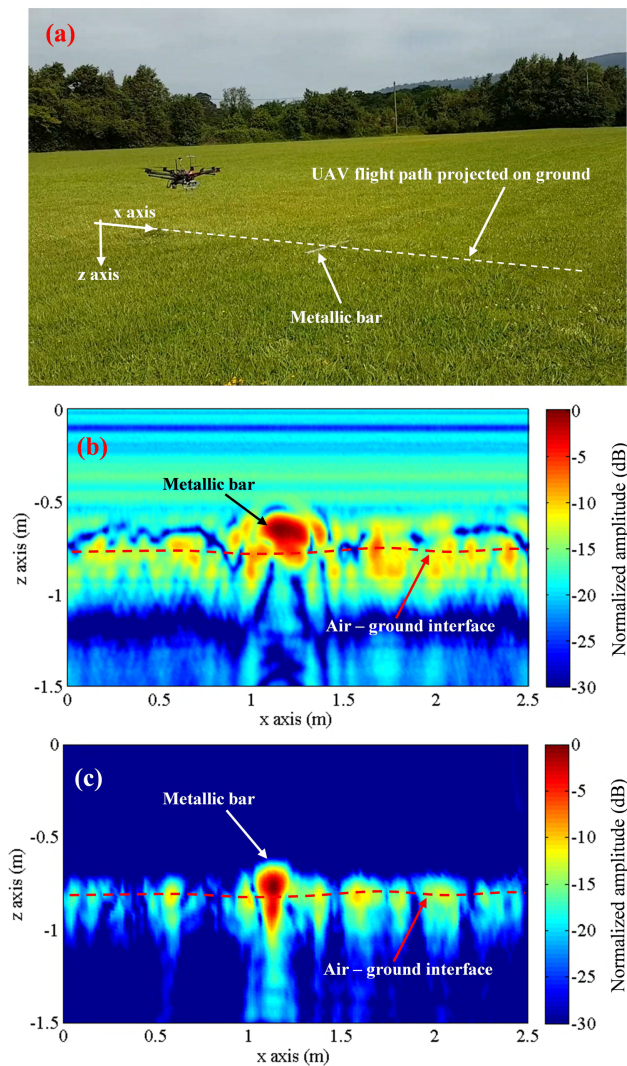 (a)
UAV flight path projected on ground
x axis
z axis
Metallic bar
(b)
0
-0.5
-1
-1.5
z axis (m)
0
0.5
1
1.5
2
2.5
x axis (m)
Metallic bar
Air – ground interface
0
-5
-10
-15
-20
-25
-30
Normalized amplitude (dB)
(c)
0
-0.5
-1
-1.5
z axis (m)
0
0.5
1
1.5
2
2.5
x axis (m)
Metallic bar
Air – ground interface
0
-5
-10
-15
-20
-25
-30
Normalized amplitude (dB)